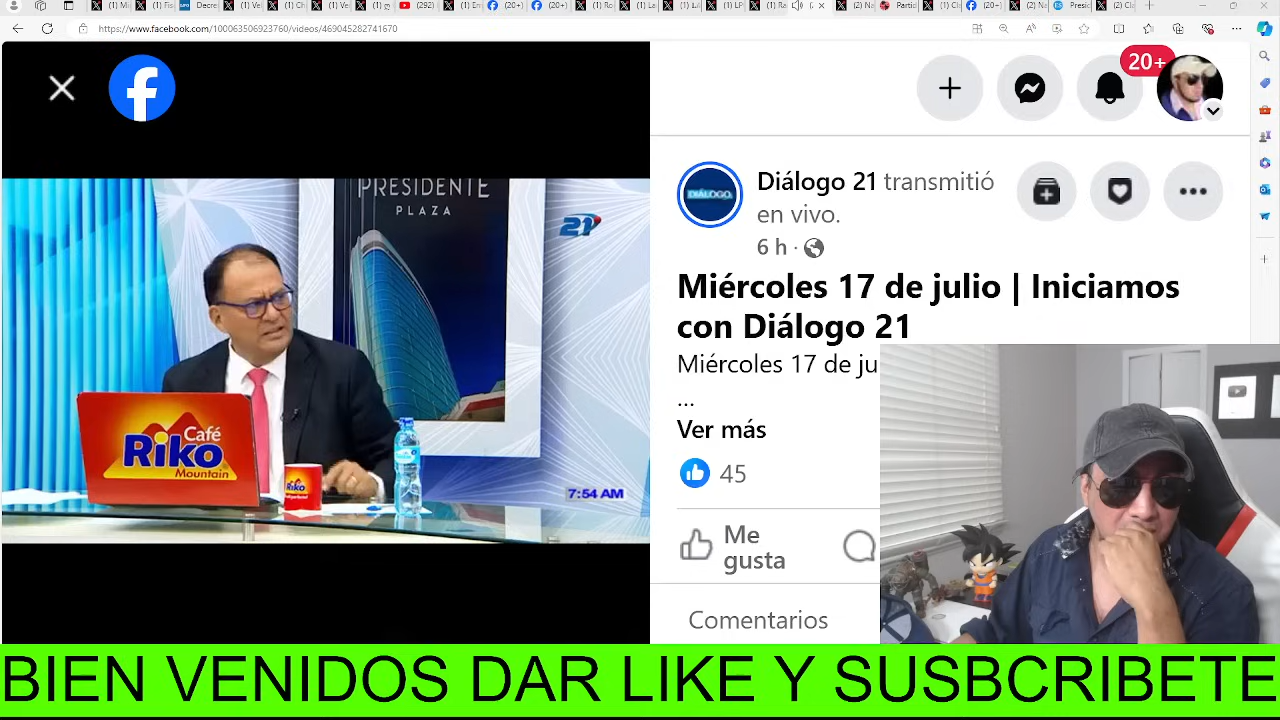 https://www.facebook.com/100063506923760/videos/469045282741670
20+
Diálogo 21 transmitió
en vivo.
6 h ·
Miércoles 17 de julio | Iniciamos
con Diálogo 21
Miércoles 17 de ju
...
Ver más
45
Me
gusta
Comentarios
DIÁLOGO
PRESIDENTE
PLAZA
21
Café
Riko
Mountain
Riko
7:54 AM
BIEN VENIDOS DAR LIKE Y SUSBCRIBETE